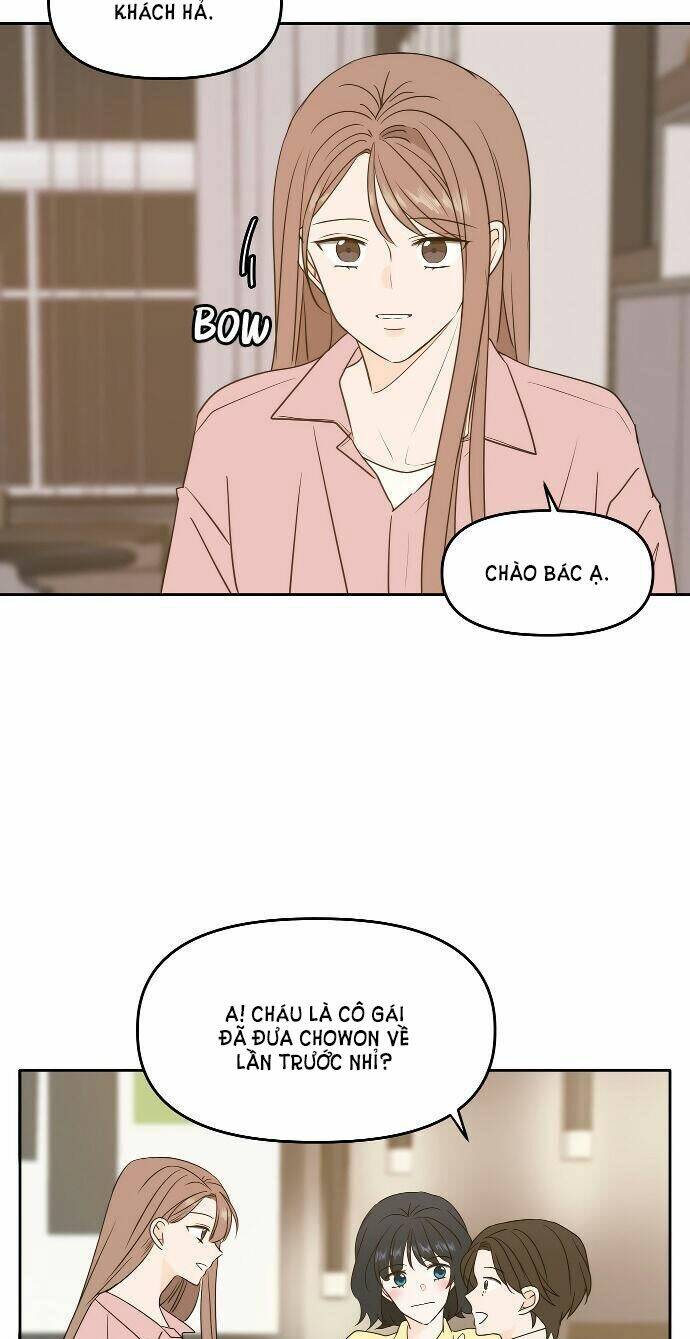 KHÁCH HẢ.
BOW
CHÀO BÁC Ạ.
A! CHÁU LÀ CÔ GÁI
ĐÃ ĐƯA CHOWON VỀ
LẦN TRƯỚC NHỈ?